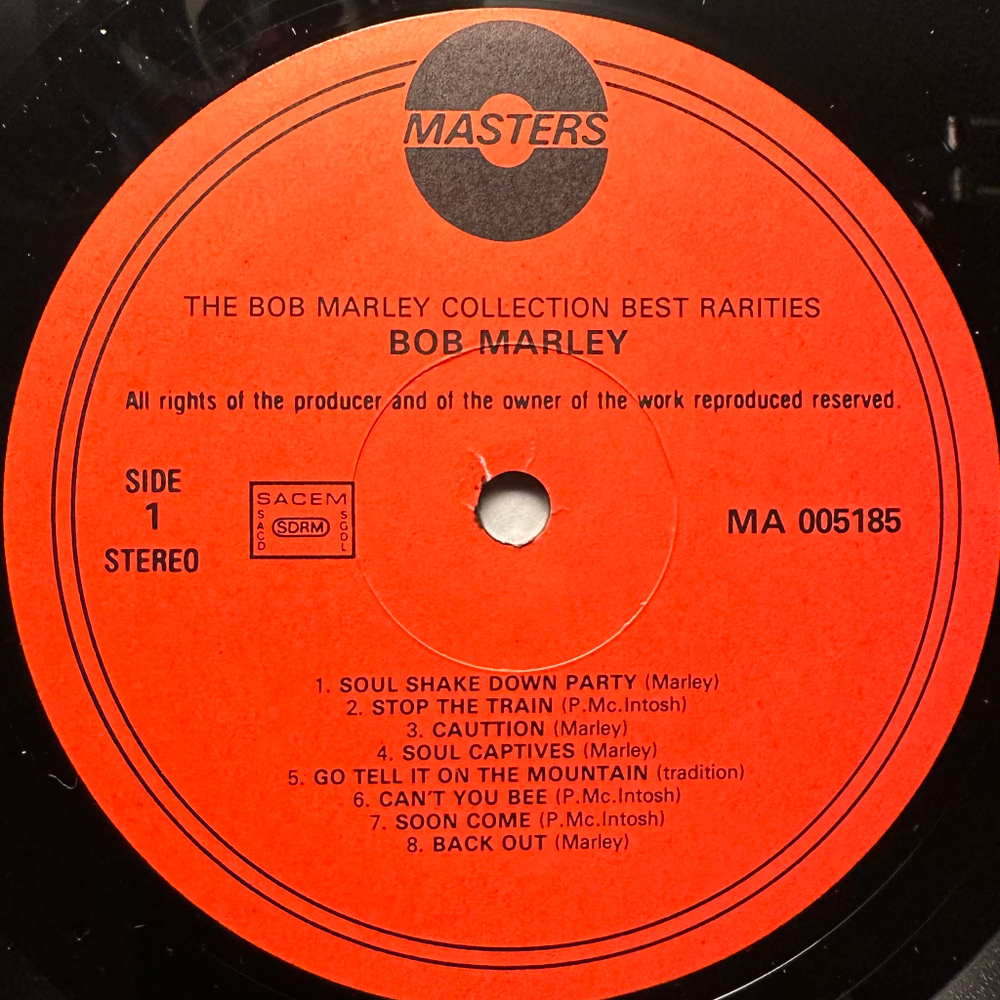 MASTERS
THE BOB MARLEY COLLECTION BEST RARITIES
BOB MARLEY
All rights of the producer and of the owner of the work reproduced reserved.
SIDE
1
STEREO
SACEM
SACD
SDRM
SGDL
MA 005185
1. SOUL SHAKE DOWN PARTY (Marley)
2. STOP THE TRAIN (P.Mc.Intosh)
3. CAUTTION (Marley)
4. SOUL CAPTIVES (Marley)
5. GO TELL IT ON THE MOUNTAIN (tradition)
6. CAN'T YOU BEE (P.Mc.Intosh)
7. SOON COME (P.Mc.Intosh)
8. BACK OUT (Marley)